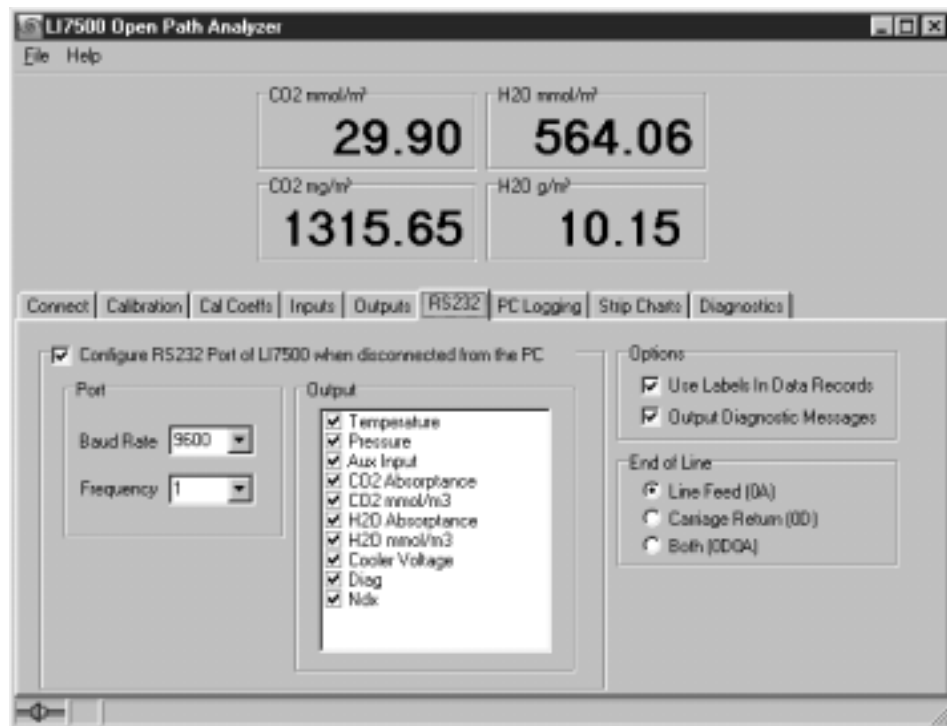 LI7500 Open Path Analyzer
File Help
CO2 mmol/m³
29.90
H2O mmol/m³
564.06
CO2 mg/m³
1315.65
H2O g/m³
10.15
Connect Calibration Cal Coeffs Inputs Outputs RS232 PC Logging Strip Charts Diagnostics
Configure RS232 Port of LI7500 when disconnected from the PC
Port
Baud Rate 9600
Frequency 1
Output
Temperature
Pressure
Aux Input
CO2 Absorptance
CO2 mmol/m3
H2O Absorptance
H2O mmol/m3
Cooler Voltage
Diag
Ndx
Options
Use Labels In Data Records
Output Diagnostic Messages
End of Line
Line Feed (0A)
Carriage Return (0D)
Both (0D0A)